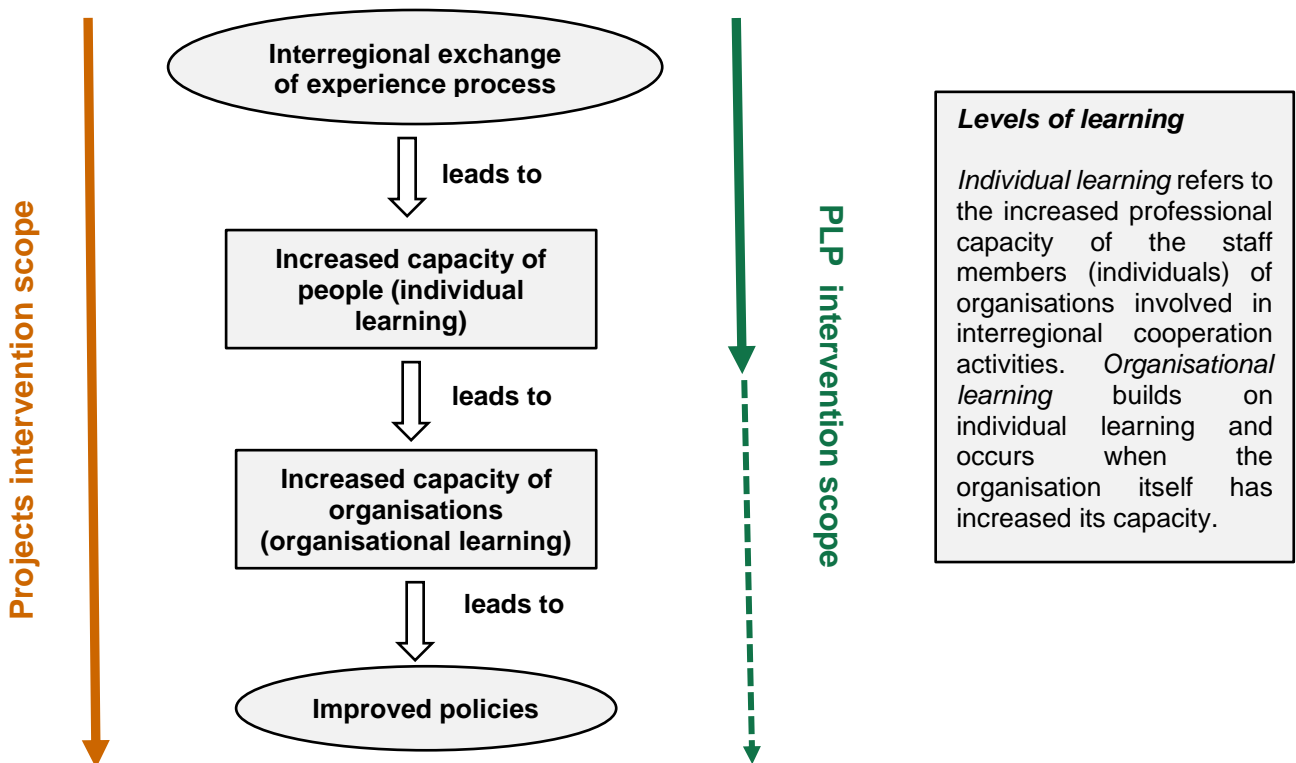 Projects intervention scope
Interregional exchange
of experience process
leads to
Increased capacity of
people (individual
learning)
leads to
Increased capacity of
organisations
(organisational learning)
leads to
Improved policies
PLP intervention scope
Levels of learning
Individual learning refers to
the increased professional
capacity of the staff
members (individuals) of
organisations involved in
interregional cooperation
activities. Organisational
learning builds on
individual learning and
occurs when the
organisation itself has
increased its capacity.